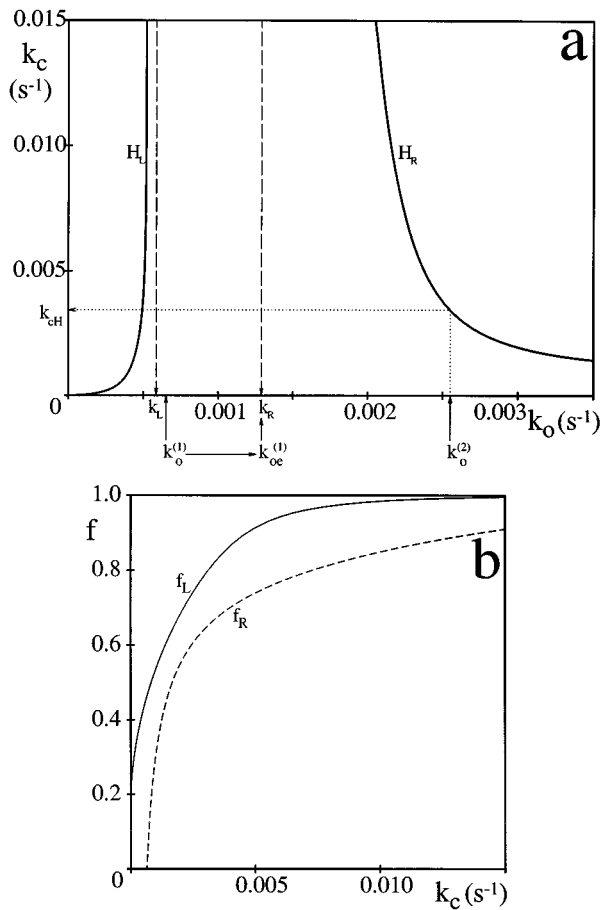 0.015
k_c
(s⁻¹)
a
0.010
H_L
H_R
0.005
k_cH
0
k_L
0.001
k_R
0.002
0.003
k_o (s⁻¹)
k_o^(1)
k_oe^(1)
k_o^(2)
1.0
f
b
0.8
f_L
f_R
0.6
0.4
0.2
0
0.005
0.010
k_c (s⁻¹)